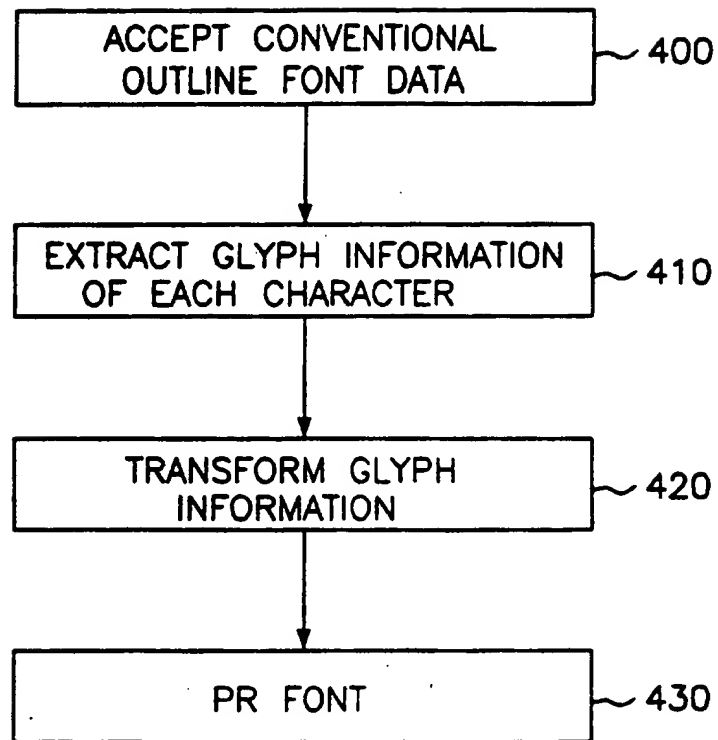 ACCEPT CONVENTIONAL
OUTLINE FONT DATA
400
EXTRACT GLYPH INFORMATION
OF EACH CHARACTER
410
TRANSFORM GLYPH
INFORMATION
420
PR FONT
430